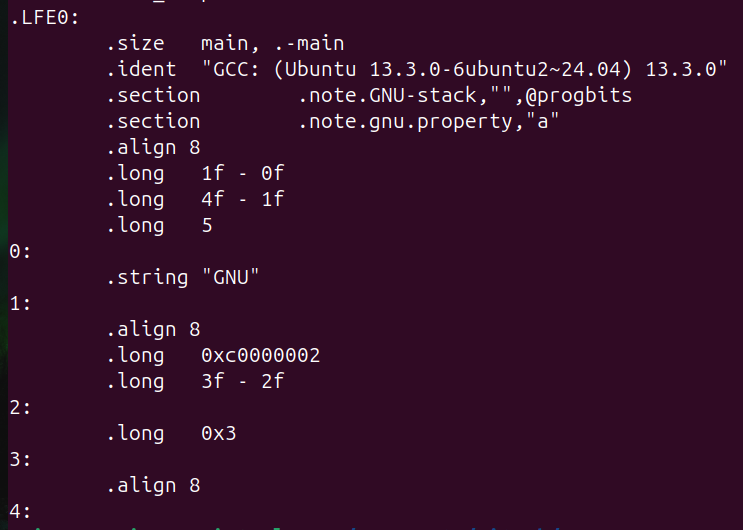 .LFE0:
.size main, .-main
.ident "GCC: (Ubuntu 13.3.0-6ubuntu2~24.04) 13.3.0"
.section .note.GNU-stack,"",@progbits
.section .note.gnu.property,"a"
.align 8
.long 1f - 0f
.long 4f - 1f
.long 5
0:
.string "GNU"
1:
.align 8
.long 0xc0000002
.long 3f - 2f
2:
.long 0x3
3:
.align 8
4: